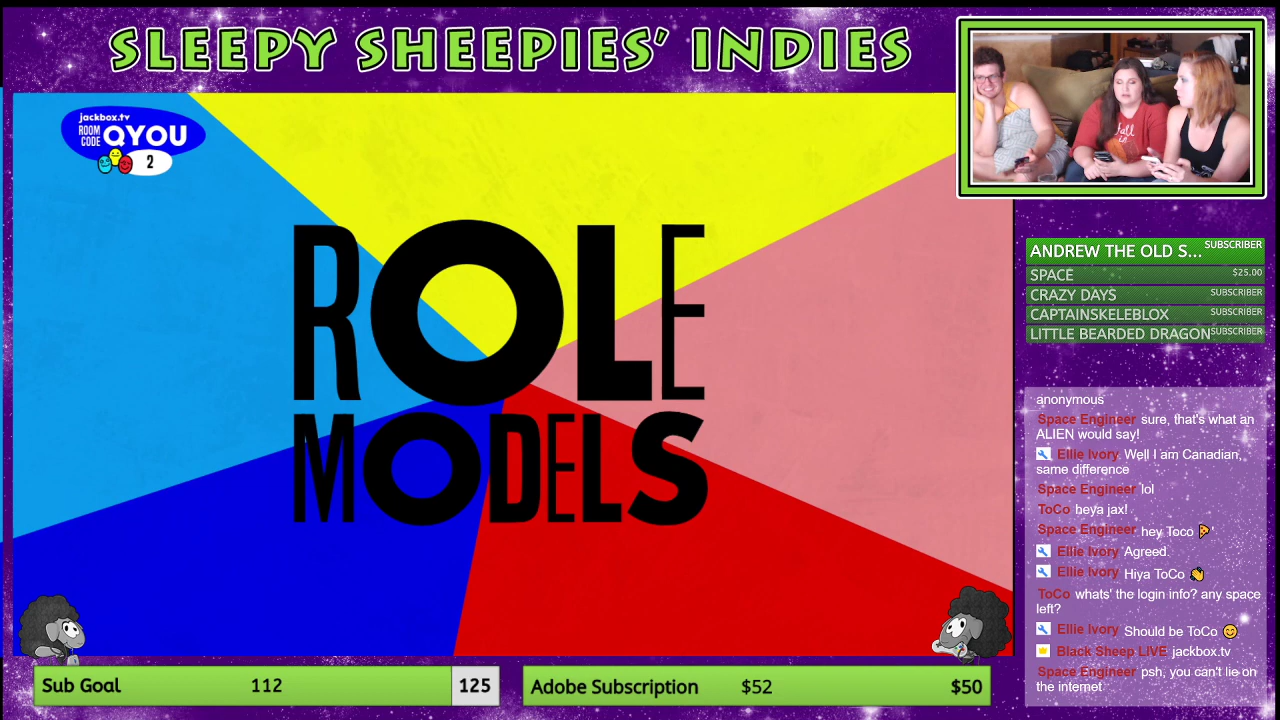 SLEEPY SHEEPIES' INDIES
jackbox.tv
ROOM CODE QYOU
2
ROLE
MODELS
fall
ANDREW THE OLD S... SUBSCRIBER
SPACE $25.00
CRAZY DAYS SUBSCRIBER
CAPTAINSKELEBLOX SUBSCRIBER
LITTLE BEARDED DRAGON SUBSCRIBER
anonymous
Space Engineer sure, that's what an
ALIEN would say!
Ellie Ivory Well I am Canadian,
same difference
Space Engineer lol
ToCo heya jax!
Space Engineer hey Toco
Ellie Ivory Agreed.
Ellie Ivory Hiya ToCo
ToCo whats' the login info? any space
left?
Ellie Ivory Should be ToCo
Black Sheep LIVE jackbox.tv
Space Engineer psh, you can't lie on
the internet
Sub Goal 112 125
Adobe Subscription $52 $50